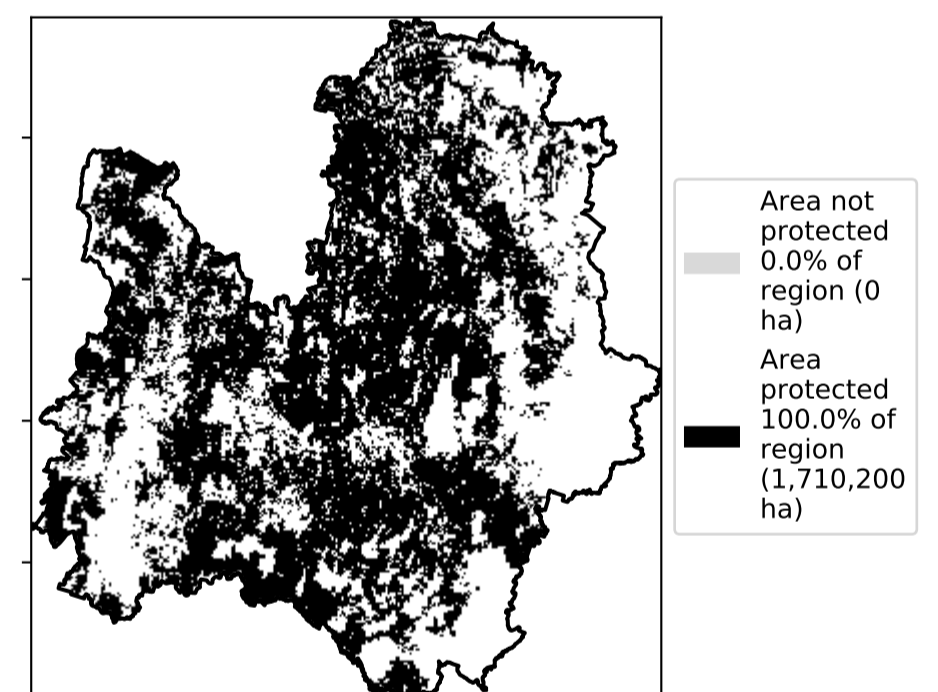 Area not
protected
0.0% of
region (0
ha)
Area
protected
100.0% of
region
(1,710,200
ha)